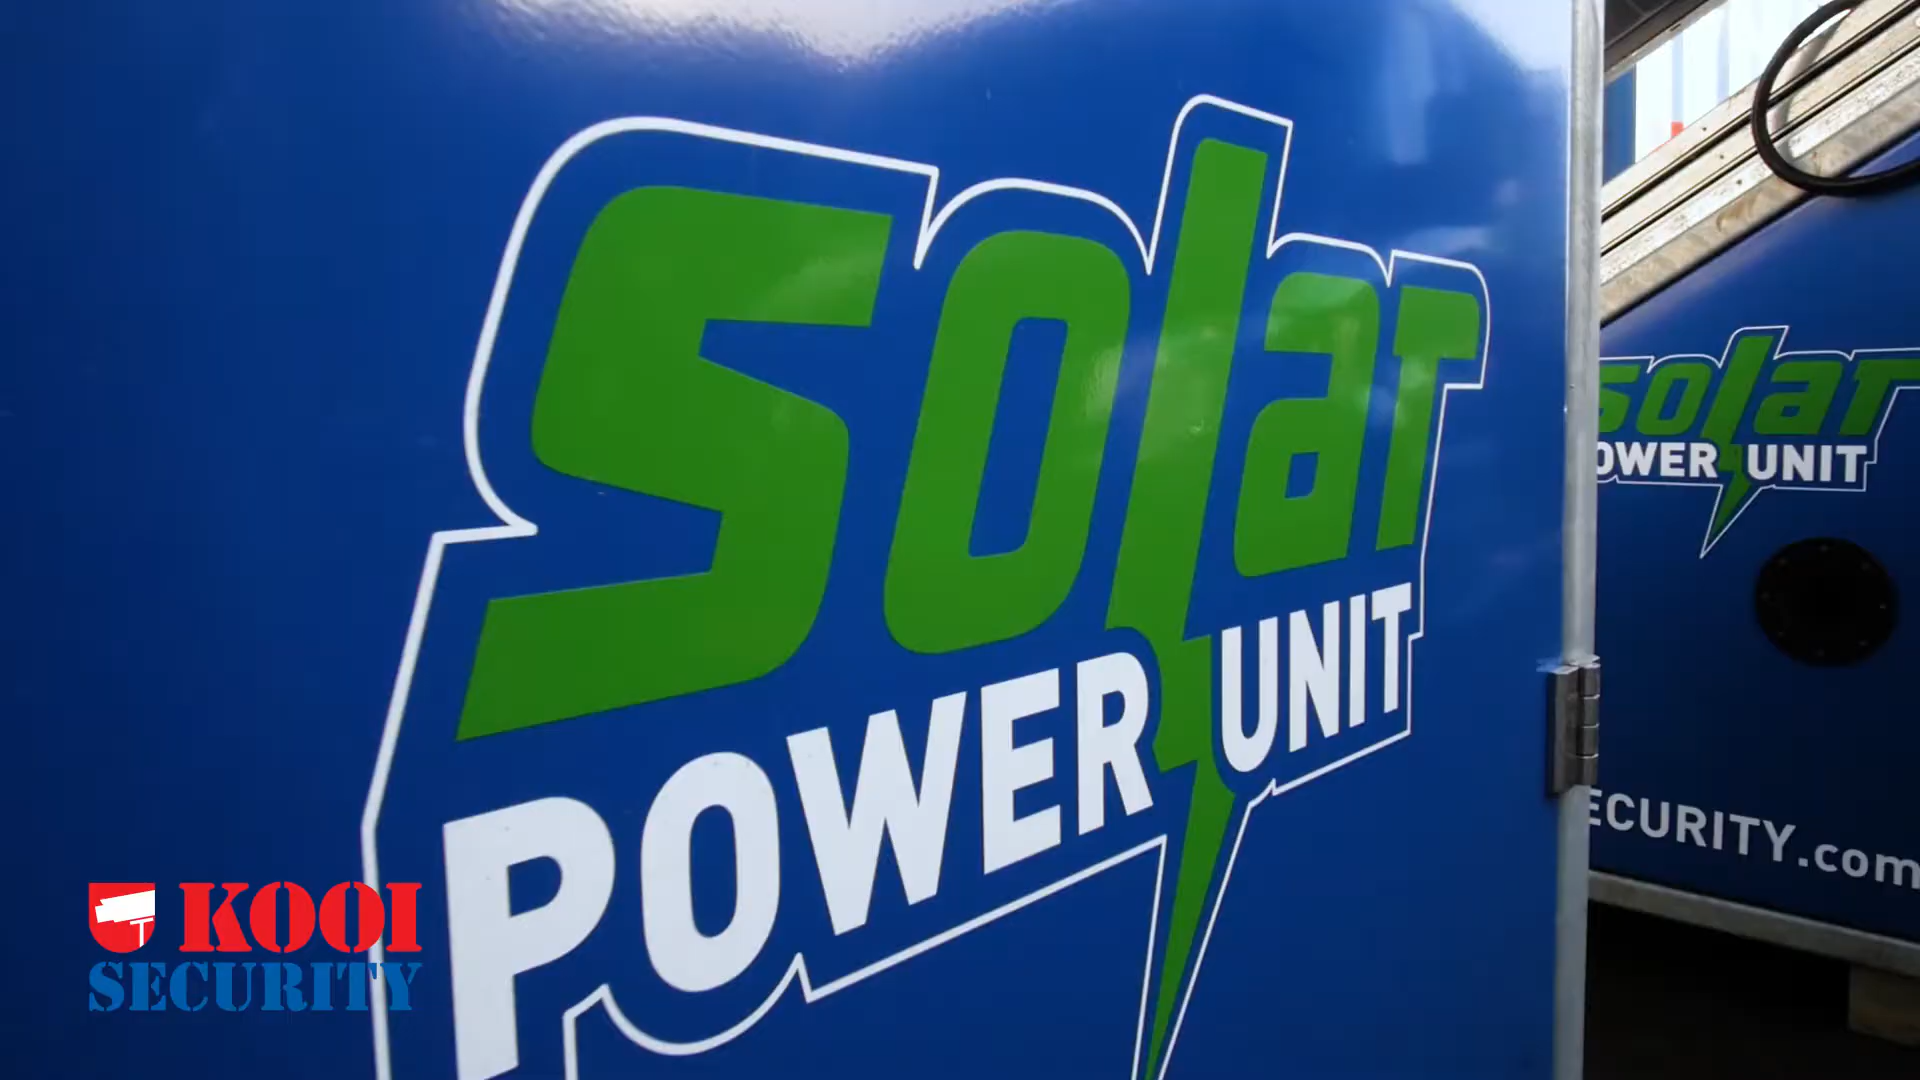 solar
POWER UNIT
solar
OWER UNIT
ECURITY.com
KOOI
SECURITY